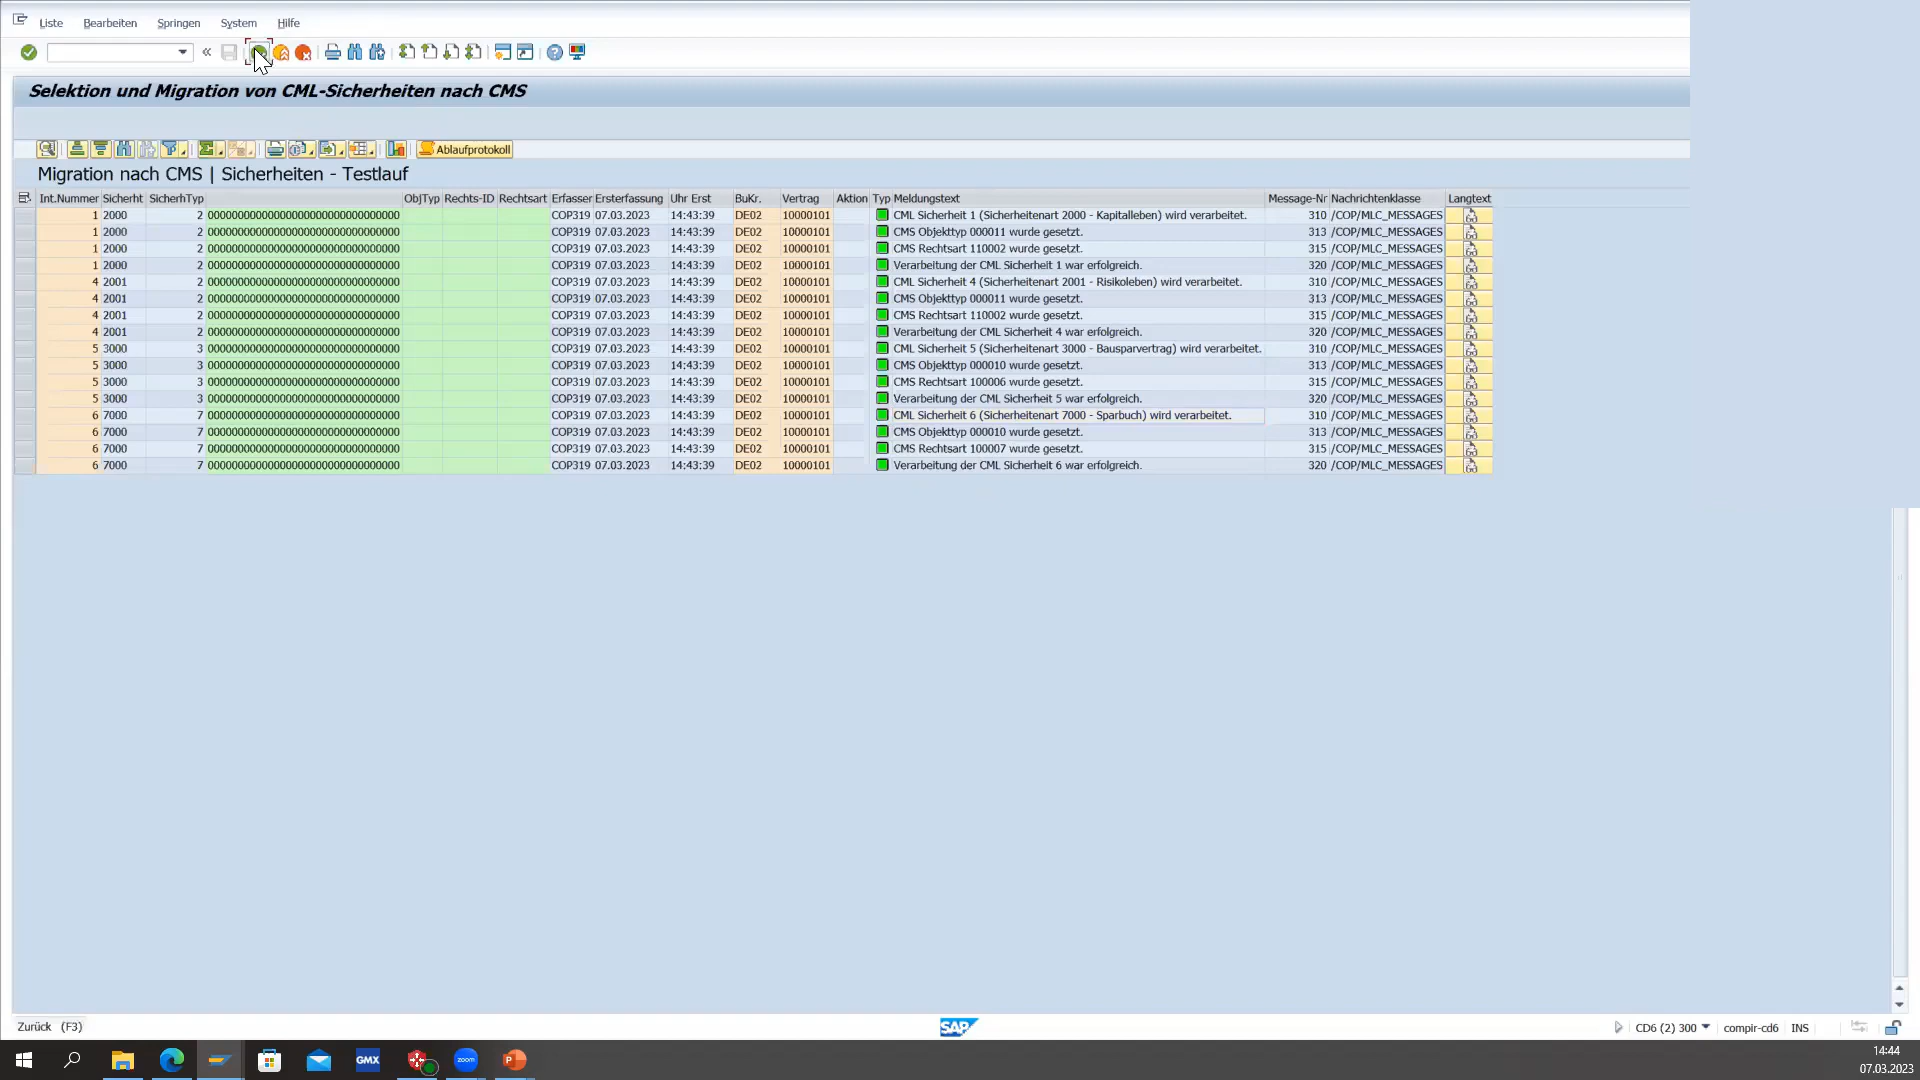 Liste Bearbeiten Springen System Hilfe
Selektion und Migration von CML-Sicherheiten nach CMS
Ablaufprotokoll
Migration nach CMS | Sicherheiten - Testlauf
Int.Nummer Sicherht SicherhTyp ObjTyp Rechts-ID Rechtsart Erfasser Ersterfassung Uhr Erst BuKr. Vertrag Aktion Typ Meldungstext Message-Nr Nachrichtenklasse Langtext
1 2000 2 00000000000000000000000000000000 COP319 07.03.2023 14:43:39 DE02 10000101 CML Sicherheit 1 (Sicherheitenart 2000 - Kapitalleben) wird verarbeitet. 310 /COP/MLC_MESSAGES
1 2000 2 00000000000000000000000000000000 COP319 07.03.2023 14:43:39 DE02 10000101 CMS Objekttyp 000011 wurde gesetzt. 313 /COP/MLC_MESSAGES
1 2000 2 00000000000000000000000000000000 COP319 07.03.2023 14:43:39 DE02 10000101 CMS Rechtsart 110002 wurde gesetzt. 315 /COP/MLC_MESSAGES
1 2000 2 00000000000000000000000000000000 COP319 07.03.2023 14:43:39 DE02 10000101 Verarbeitung der CML Sicherheit 1 war erfolgreich. 320 /COP/MLC_MESSAGES
4 2001 2 00000000000000000000000000000000 COP319 07.03.2023 14:43:39 DE02 10000101 CML Sicherheit 4 (Sicherheitenart 2001 - Risikoleben) wird verarbeitet. 310 /COP/MLC_MESSAGES
4 2001 2 00000000000000000000000000000000 COP319 07.03.2023 14:43:39 DE02 10000101 CMS Objekttyp 000011 wurde gesetzt. 313 /COP/MLC_MESSAGES
4 2001 2 00000000000000000000000000000000 COP319 07.03.2023 14:43:39 DE02 10000101 CMS Rechtsart 110002 wurde gesetzt. 315 /COP/MLC_MESSAGES
4 2001 2 00000000000000000000000000000000 COP319 07.03.2023 14:43:39 DE02 10000101 Verarbeitung der CML Sicherheit 4 war erfolgreich. 320 /COP/MLC_MESSAGES
5 3000 3 00000000000000000000000000000000 COP319 07.03.2023 14:43:39 DE02 10000101 CML Sicherheit 5 (Sicherheitenart 3000 - Bausparvertrag) wird verarbeitet. 310 /COP/MLC_MESSAGES
5 3000 3 00000000000000000000000000000000 COP319 07.03.2023 14:43:39 DE02 10000101 CMS Objekttyp 000010 wurde gesetzt. 313 /COP/MLC_MESSAGES
5 3000 3 00000000000000000000000000000000 COP319 07.03.2023 14:43:39 DE02 10000101 CMS Rechtsart 100006 wurde gesetzt. 315 /COP/MLC_MESSAGES
5 3000 3 00000000000000000000000000000000 COP319 07.03.2023 14:43:39 DE02 10000101 Verarbeitung der CML Sicherheit 5 war erfolgreich. 320 /COP/MLC_MESSAGES
6 7000 7 00000000000000000000000000000000 COP319 07.03.2023 14:43:39 DE02 10000101 CML Sicherheit 6 (Sicherheitenart 7000 - Sparbuch) wird verarbeitet. 310 /COP/MLC_MESSAGES
6 7000 7 00000000000000000000000000000000 COP319 07.03.2023 14:43:39 DE02 10000101 CMS Objekttyp 000010 wurde gesetzt. 313 /COP/MLC_MESSAGES
6 7000 7 00000000000000000000000000000000 COP319 07.03.2023 14:43:39 DE02 10000101 CMS Rechtsart 100007 wurde gesetzt. 315 /COP/MLC_MESSAGES
6 7000 7 00000000000000000000000000000000 COP319 07.03.2023 14:43:39 DE02 10000101 Verarbeitung der CML Sicherheit 6 war erfolgreich. 320 /COP/MLC_MESSAGES
Zurück (F3) SAP CD6 (2) 300 compir-cd6 INS
GMX zoom P 14:44
07.03.2023